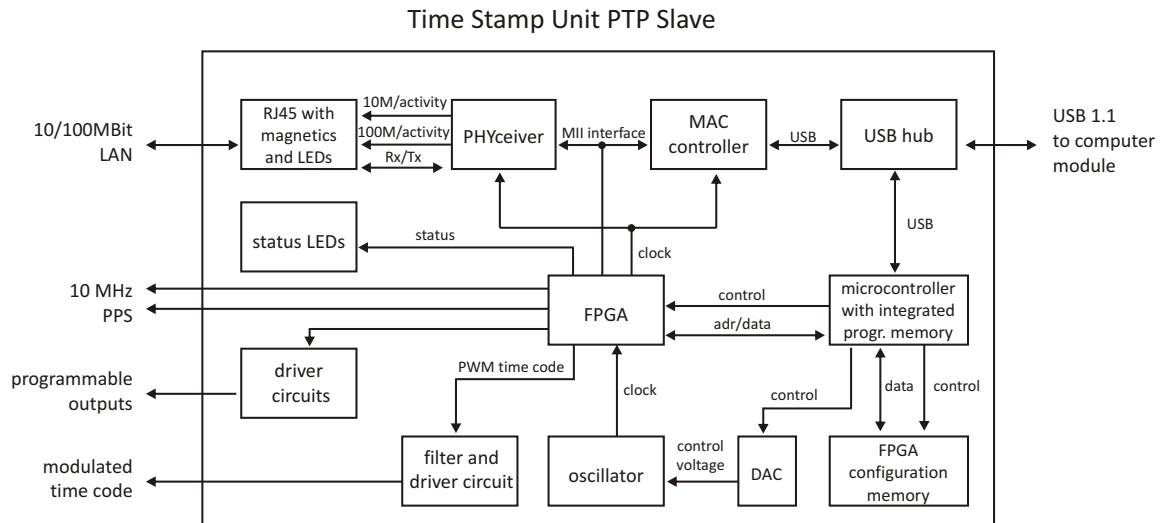 Time Stamp Unit PTP Slave
10/100MBit
LAN
RJ45 with
magnetics
and LEDs
10M/activity
100M/activity
Rx/Tx
PHYceiver
MII interface
MAC
controller
USB
USB hub
USB 1.1
to computer
module
USB
status LEDs
status
clock
10 MHz
PPS
FPGA
control
adr/data
microcontroller
with integrated
progr. memory
programmable
outputs
driver
circuits
PWM time code
clock
control
data
control
modulated
time code
filter and
driver circuit
oscillator
control
voltage
DAC
FPGA
configuration
memory